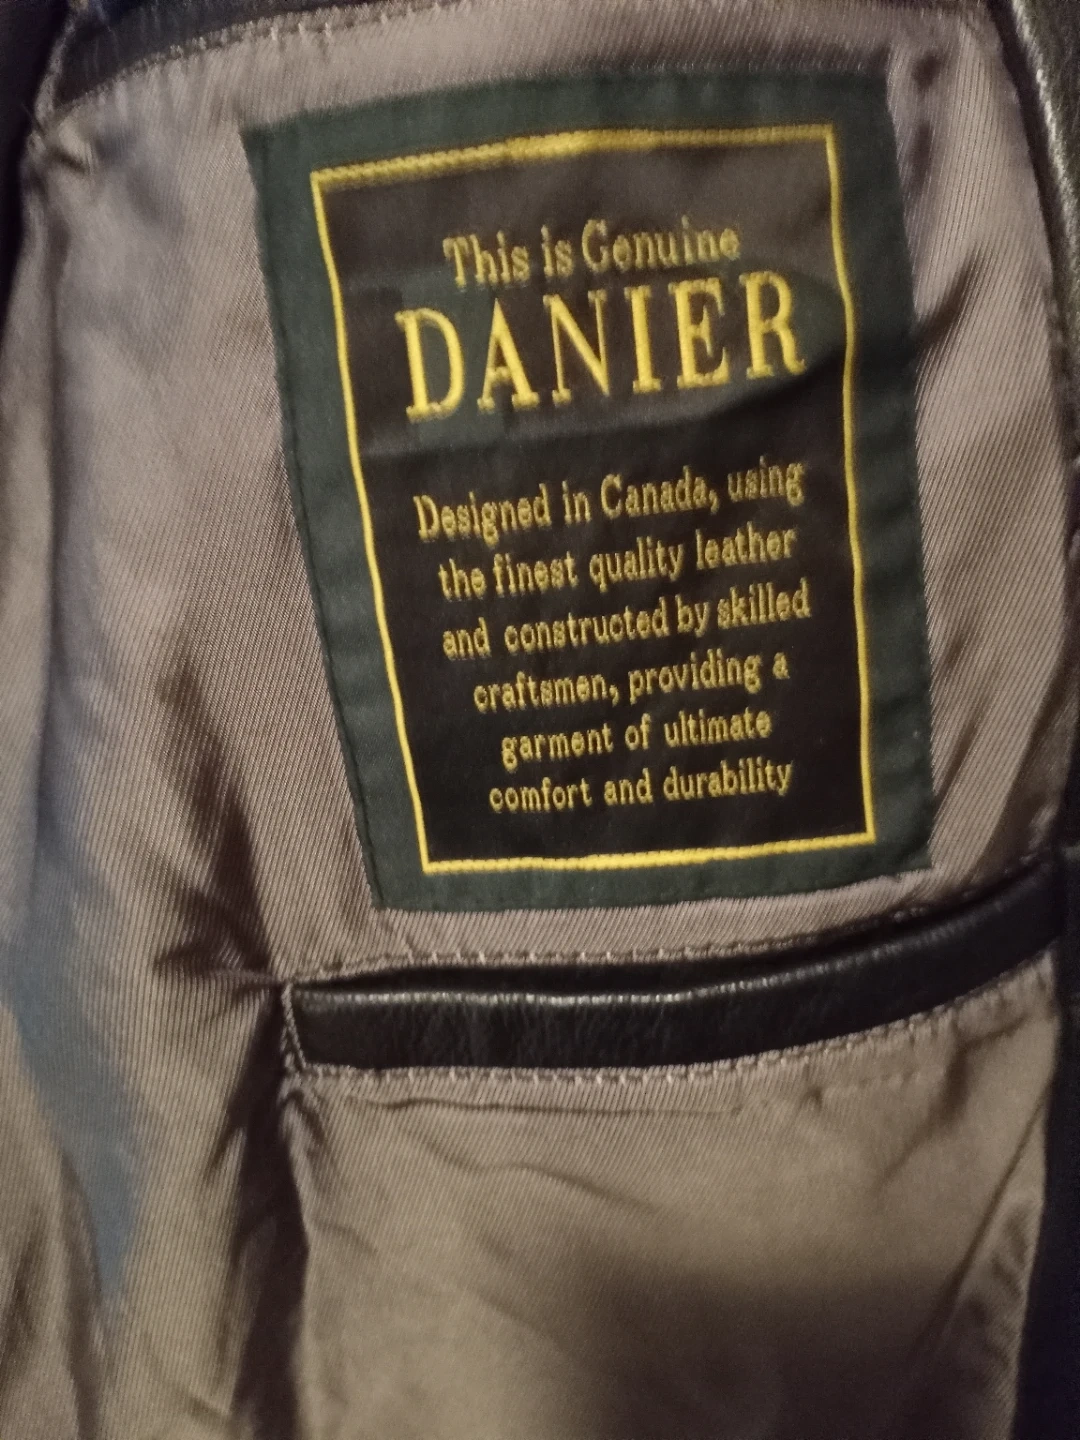 This is Genuine
DANIER
Designed in Canada, using
the finest quality leather
and constructed by skilled
craftsmen, providing a
garment of ultimate
comfort and durability